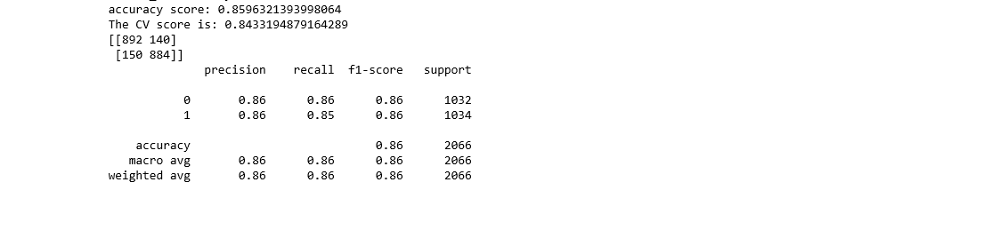 accuracy score: 0.8596321393998064
The CV score is: 0.8433194879164289
[[892 140]
[150 884]]
precision recall f1-score support
0 0.86 0.86 0.86 1032
1 0.86 0.85 0.86 1034
accuracy 0.86 2066
macro avg 0.86 0.86 0.86 2066
weighted avg 0.86 0.86 0.86 2066